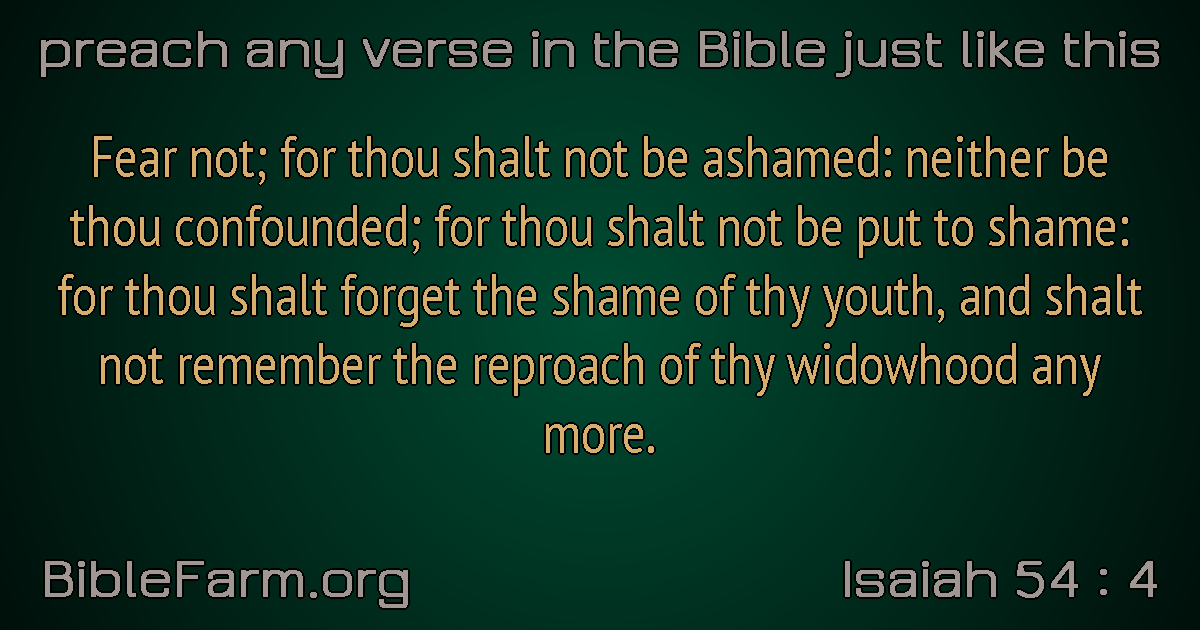 preach any verse in the Bible just like this
Fear not; for thou shalt not be ashamed: neither be
thou confounded; for thou shalt not be put to shame:
for thou shalt forget the shame of thy youth, and shalt
not remember the reproach of thy widowhood any
more.
BibleFarm.org
Isaiah 54 : 4